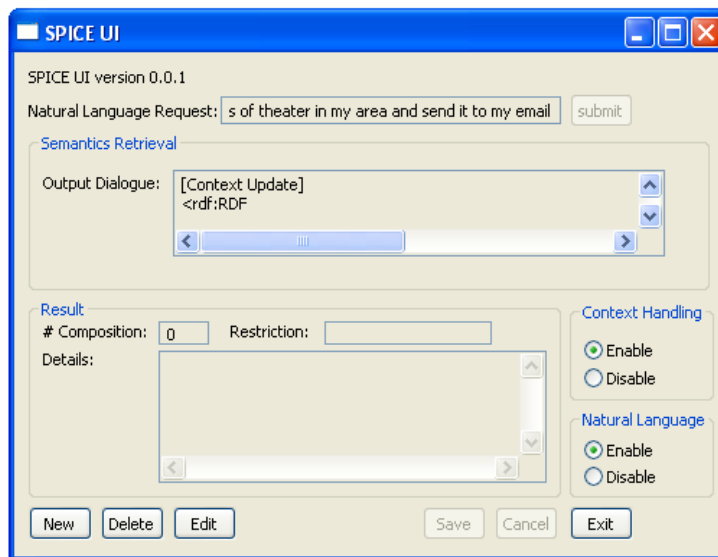 SPICE UI
SPICE UI version 0.0.1
Natural Language Request: s of theater in my area and send it to my email submit
Semantics Retrieval
Output Dialogue: [Context Update]
<rdf:RDF
Result
# Composition: 0 Restriction:
Details:
Context Handling
Enable
Disable
Natural Language
Enable
Disable
New Delete Edit Save Cancel Exit